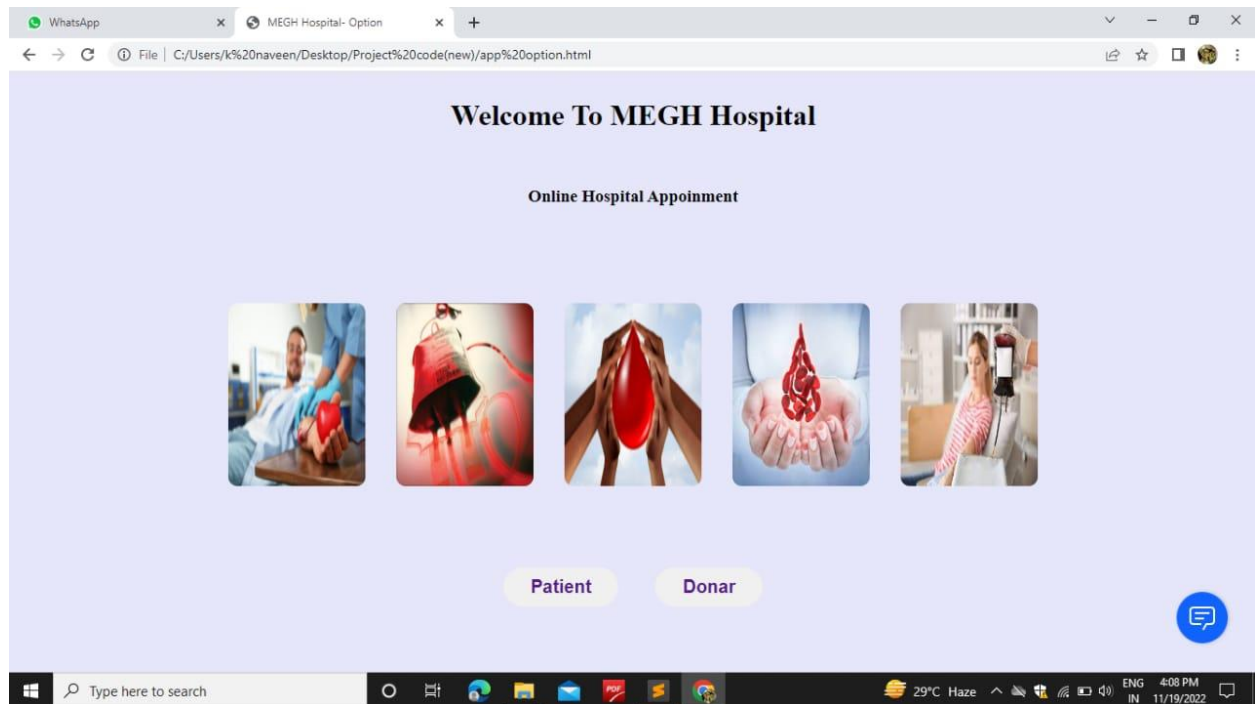 WhatsApp
MEGH Hospital- Option
File
C:/Users/k%20naveen/Desktop/Project%20code(new)/app%20option.html
Welcome To MEGH Hospital
Online Hospital Appoinment
Patient
Donar
Type here to search
PDF
29°C Haze
ENG
IN
4:08 PM
11/19/2022